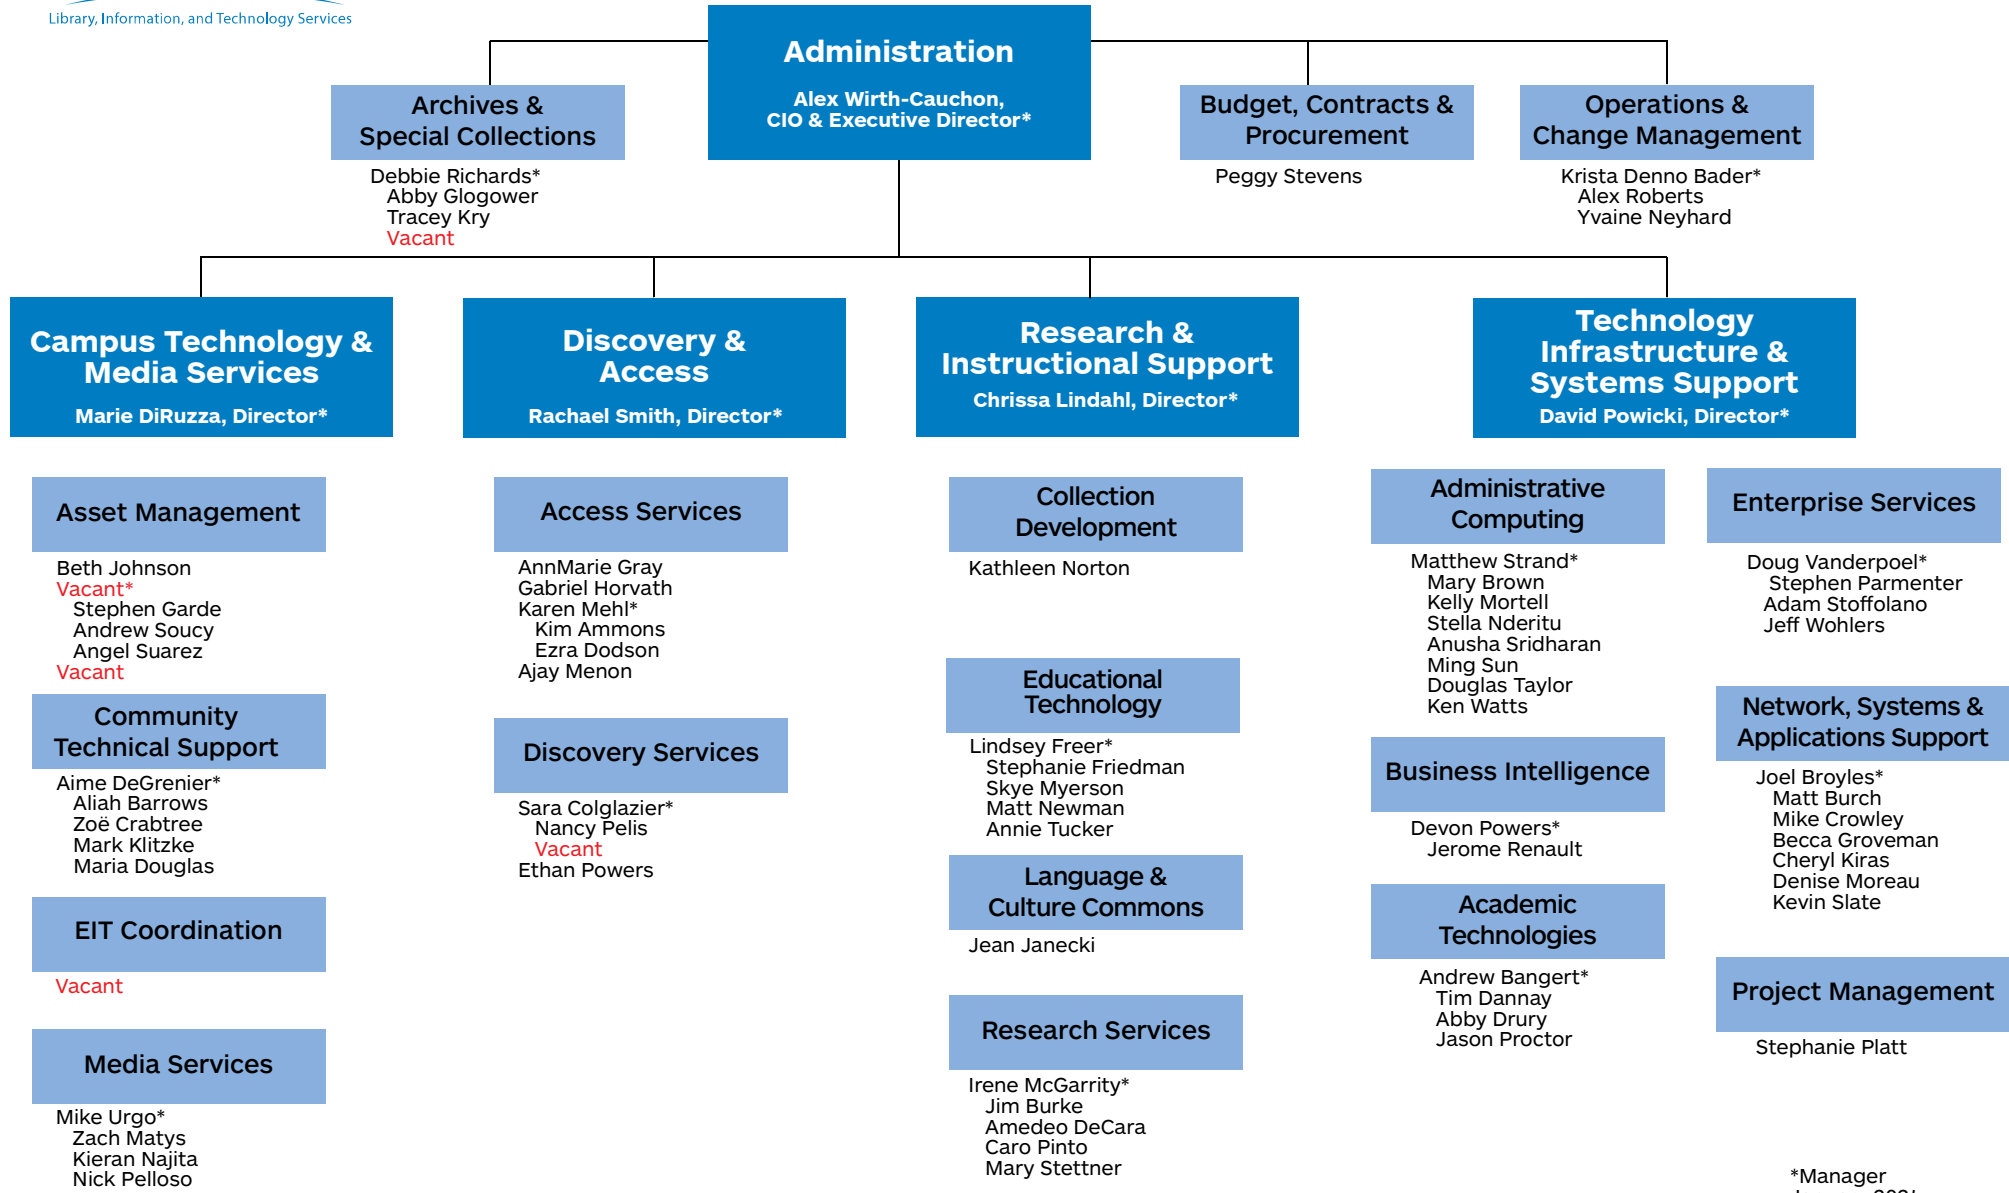 Library, Information, and Technology Services
Administration
Alex Wirth-Cauchon,
CIO & Executive Director*
Archives &
Special Collections
Debbie Richards*
Abby Glogower
Tracey Kry
Vacant
Budget, Contracts &
Procurement
Peggy Stevens
Operations &
Change Management
Krista Denno Bader*
Alex Roberts
Yvaine Neyhard
Campus Technology &
Media Services
Marie DiRuzza, Director*
Asset Management
Beth Johnson
Vacant*
Stephen Garde
Andrew Soucy
Angel Suarez
Vacant
Community
Technical Support
Aime DeGrenier*
Aliah Barrows
Zoë Crabtree
Mark Klitzke
Maria Douglas
EIT Coordination
Vacant
Media Services
Mike Urgo*
Zach Matys
Kieran Najita
Nick Pelloso
Discovery &
Access
Rachael Smith, Director*
Access Services
AnnMarie Gray
Gabriel Horvath
Karen Mehl*
Kim Ammons
Ezra Dodson
Ajay Menon
Discovery Services
Sara Colglazier*
Nancy Pelis
Vacant
Ethan Powers
Research &
Instructional Support
Chrissa Lindahl, Director*
Collection
Development
Kathleen Norton
Educational
Technology
Lindsey Freer*
Stephanie Friedman
Skye Myerson
Matt Newman
Annie Tucker
Language &
Culture Commons
Jean Janecki
Research Services
Irene McGarrity*
Jim Burke
Amedeo DeCara
Caro Pinto
Mary Stettner
Technology
Infrastructure &
Systems Support
David Powicki, Director*
Administrative
Computing
Matthew Strand*
Mary Brown
Kelly Mortell
Stella Nderitu
Anusha Sridharan
Ming Sun
Douglas Taylor
Ken Watts
Business Intelligence
Devon Powers*
Jerome Renault
Academic
Technologies
Andrew Bangert*
Tim Dannay
Abby Drury
Jason Proctor
Enterprise Services
Doug Vanderpoel*
Stephen Parmenter
Adam Stoffolano
Jeff Wohlers
Network, Systems &
Applications Support
Joel Broyles*
Matt Burch
Mike Crowley
Becca Groveman
Cheryl Kiras
Denise Moreau
Kevin Slate
Project Management
Stephanie Platt
*Manager